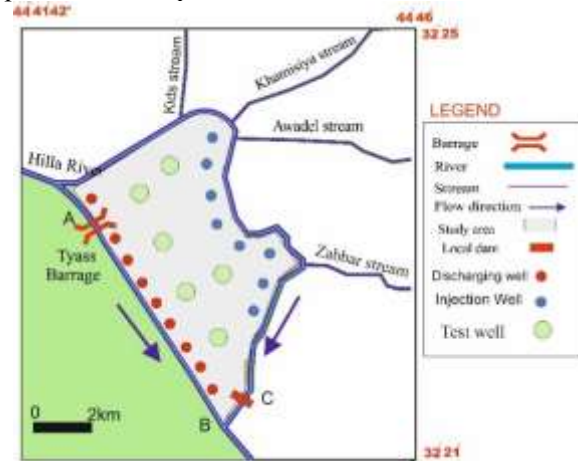 44 41 42"
44 46
32 25
Kids stream
Khamisiya stream
Awadel stream
Hilla River
A
Tyass
Barrage
Zabbar stream
C
B
0 2km
32 21
LEGEND
Barrage
River
Stream
Flow direction
Study area
Local dam
Discharging well
Injection Well
Test well